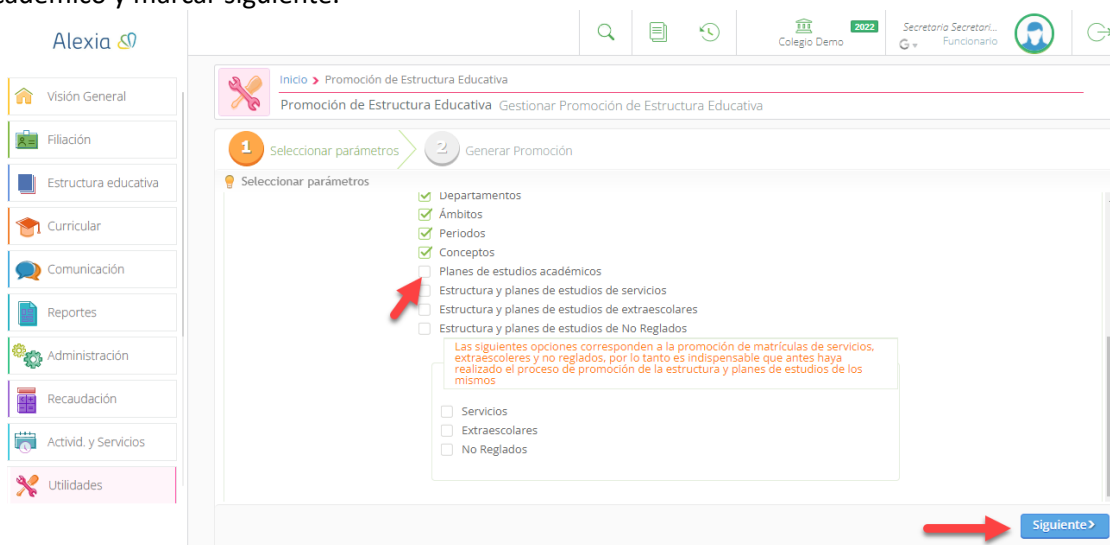 cadémico y marcar siguiente.
Alexia
Colegio Demo
2022
Secretaria Secretari...
G
Funcionario
Visión General
Filiación
Estructura educativa
Curricular
Comunicación
Reportes
Administración
Recaudación
Activid. y Servicios
Utilidades
Inicio > Promoción de Estructura Educativa
Promoción de Estructura Educativa Gestionar Promoción de Estructura Educativa
1 Seleccionar parámetros
2 Generar Promoción
Seleccionar parámetros
Departamentos
Ámbitos
Periodos
Conceptos
Planes de estudios académicos
Estructura y planes de estudios de servicios
Estructura y planes de estudios de extraescolares
Estructura y planes de estudios de No Reglados
Las siguientes opciones corresponden a la promoción de matrículas de servicios,
extraescoleres y no reglados, por lo tanto es indispensable que antes haya
realizado el proceso de promoción de la estructura y planes de estudios de los
mismos
Servicios
Extraescolares
No Reglados
Siguiente>